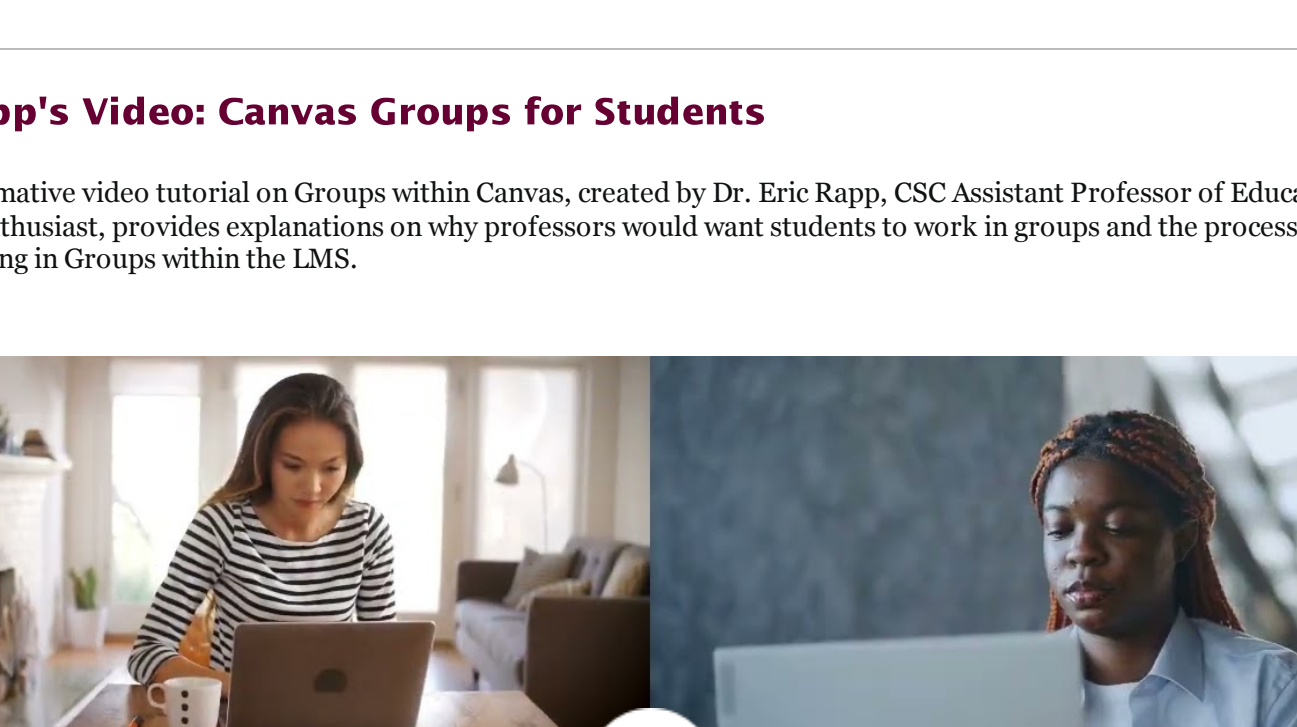 pp's Video: Canvas Groups for Students
mative video tutorial on Groups within Canvas, created by Dr. Eric Rapp, CSC Assistant Professor of Educa
thusiast, provides explanations on why professors would want students to work in groups and the process
ng in Groups within the LMS.